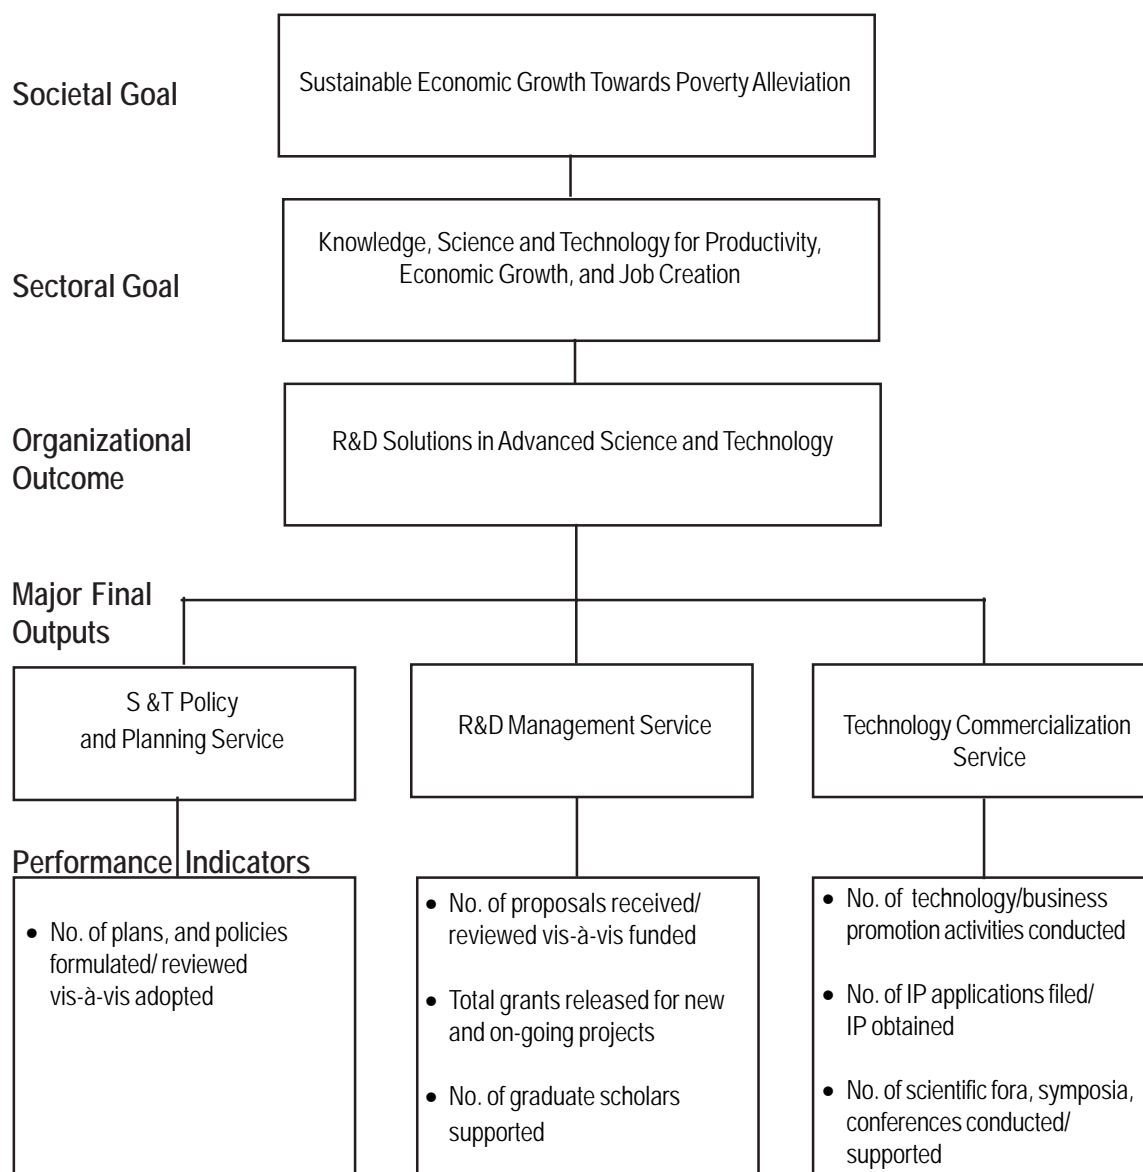 Societal Goal
Sustainable Economic Growth Towards Poverty Alleviation
Sectoral Goal
Knowledge, Science and Technology for Productivity,
Economic Growth, and Job Creation
Organizational
Outcome
R&D Solutions in Advanced Science and Technology
Major Final
Outputs
S &T Policy
and Planning Service
R&D Management Service
Technology Commercialization
Service
Performance Indicators
• No. of plans, and policies
formulated/ reviewed
vis-à-vis adopted
• No. of proposals received/
reviewed vis-à-vis funded
• Total grants released for new
and on-going projects
• No. of graduate scholars
supported
• No. of technology/business
promotion activities conducted
• No. of IP applications filed/
IP obtained
• No. of scientific fora, symposia,
conferences conducted/
supported